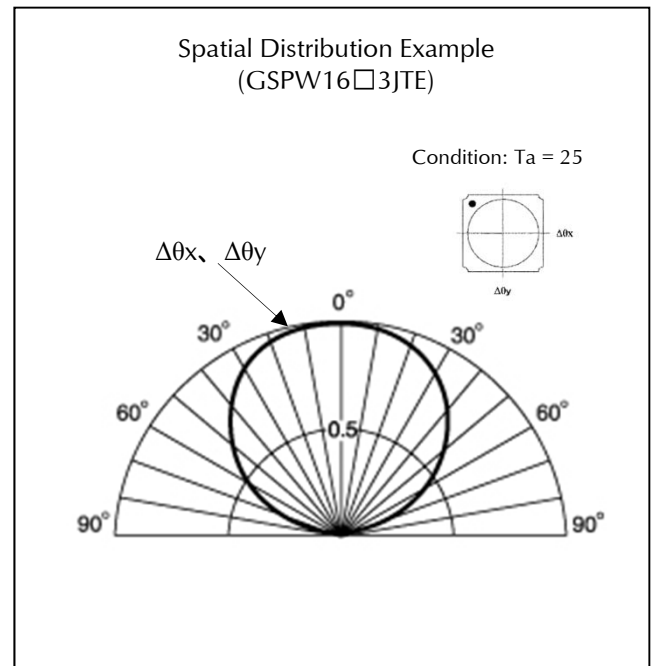 Spatial Distribution Example
(GSPW16□3JTE)
Condition: Ta = 25
Δθx
Δθy
Δθx、Δθy
0°
30°
30°
60°
60°
0.5
90°
90°